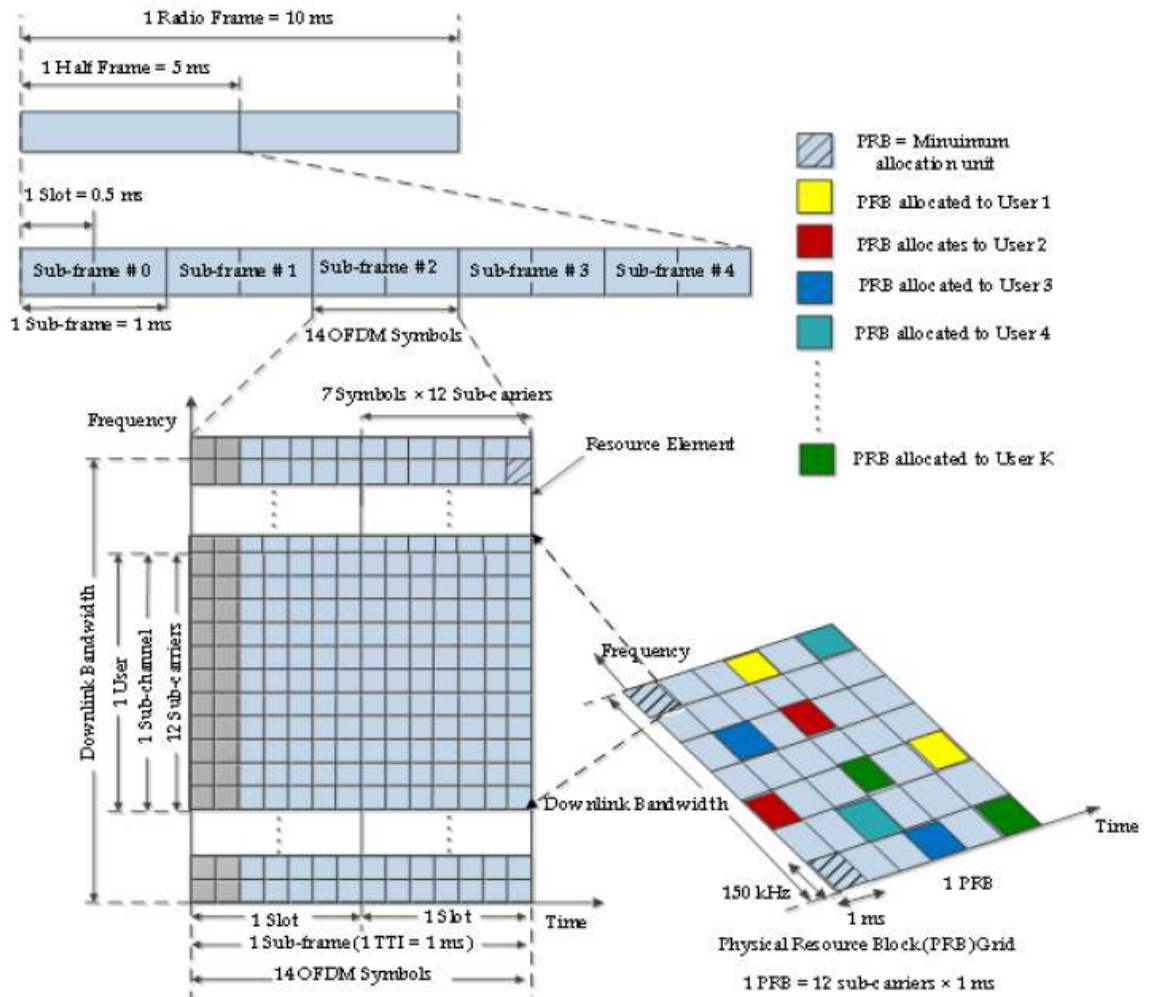 1 Radio Frame = 10 ms
1 Half Frame = 5 ms
1 Slot = 0.5 ms
Sub-frame #0
Sub-frame #1
Sub-frame #2
Sub-frame #3
Sub-frame #4
1 Sub-frame = 1 ms
14 OFDM Symbols
PRB = Minuimum
allocation unit
PRB allocated to User 1
PRB allocates to User 2
PRB allocated to User 3
PRB allocated to User 4
PRB allocated to User K
7 Symbols × 12 Sub-carriers
Frequency
Resource Element
Downlink Bandwidth
1 User
1 Sub-channel
12 Sub-carriers
1 Slot
1 Slot
Time
1 Sub-frame (1 TTI = 1 ms)
14 OFDM Symbols
Frequency
Downlink Bandwidth
Time
150 kHz
1 PRB
1 ms
Physical Resource Block(PRB) Grid
1 PRB = 12 sub-carriers × 1 ms